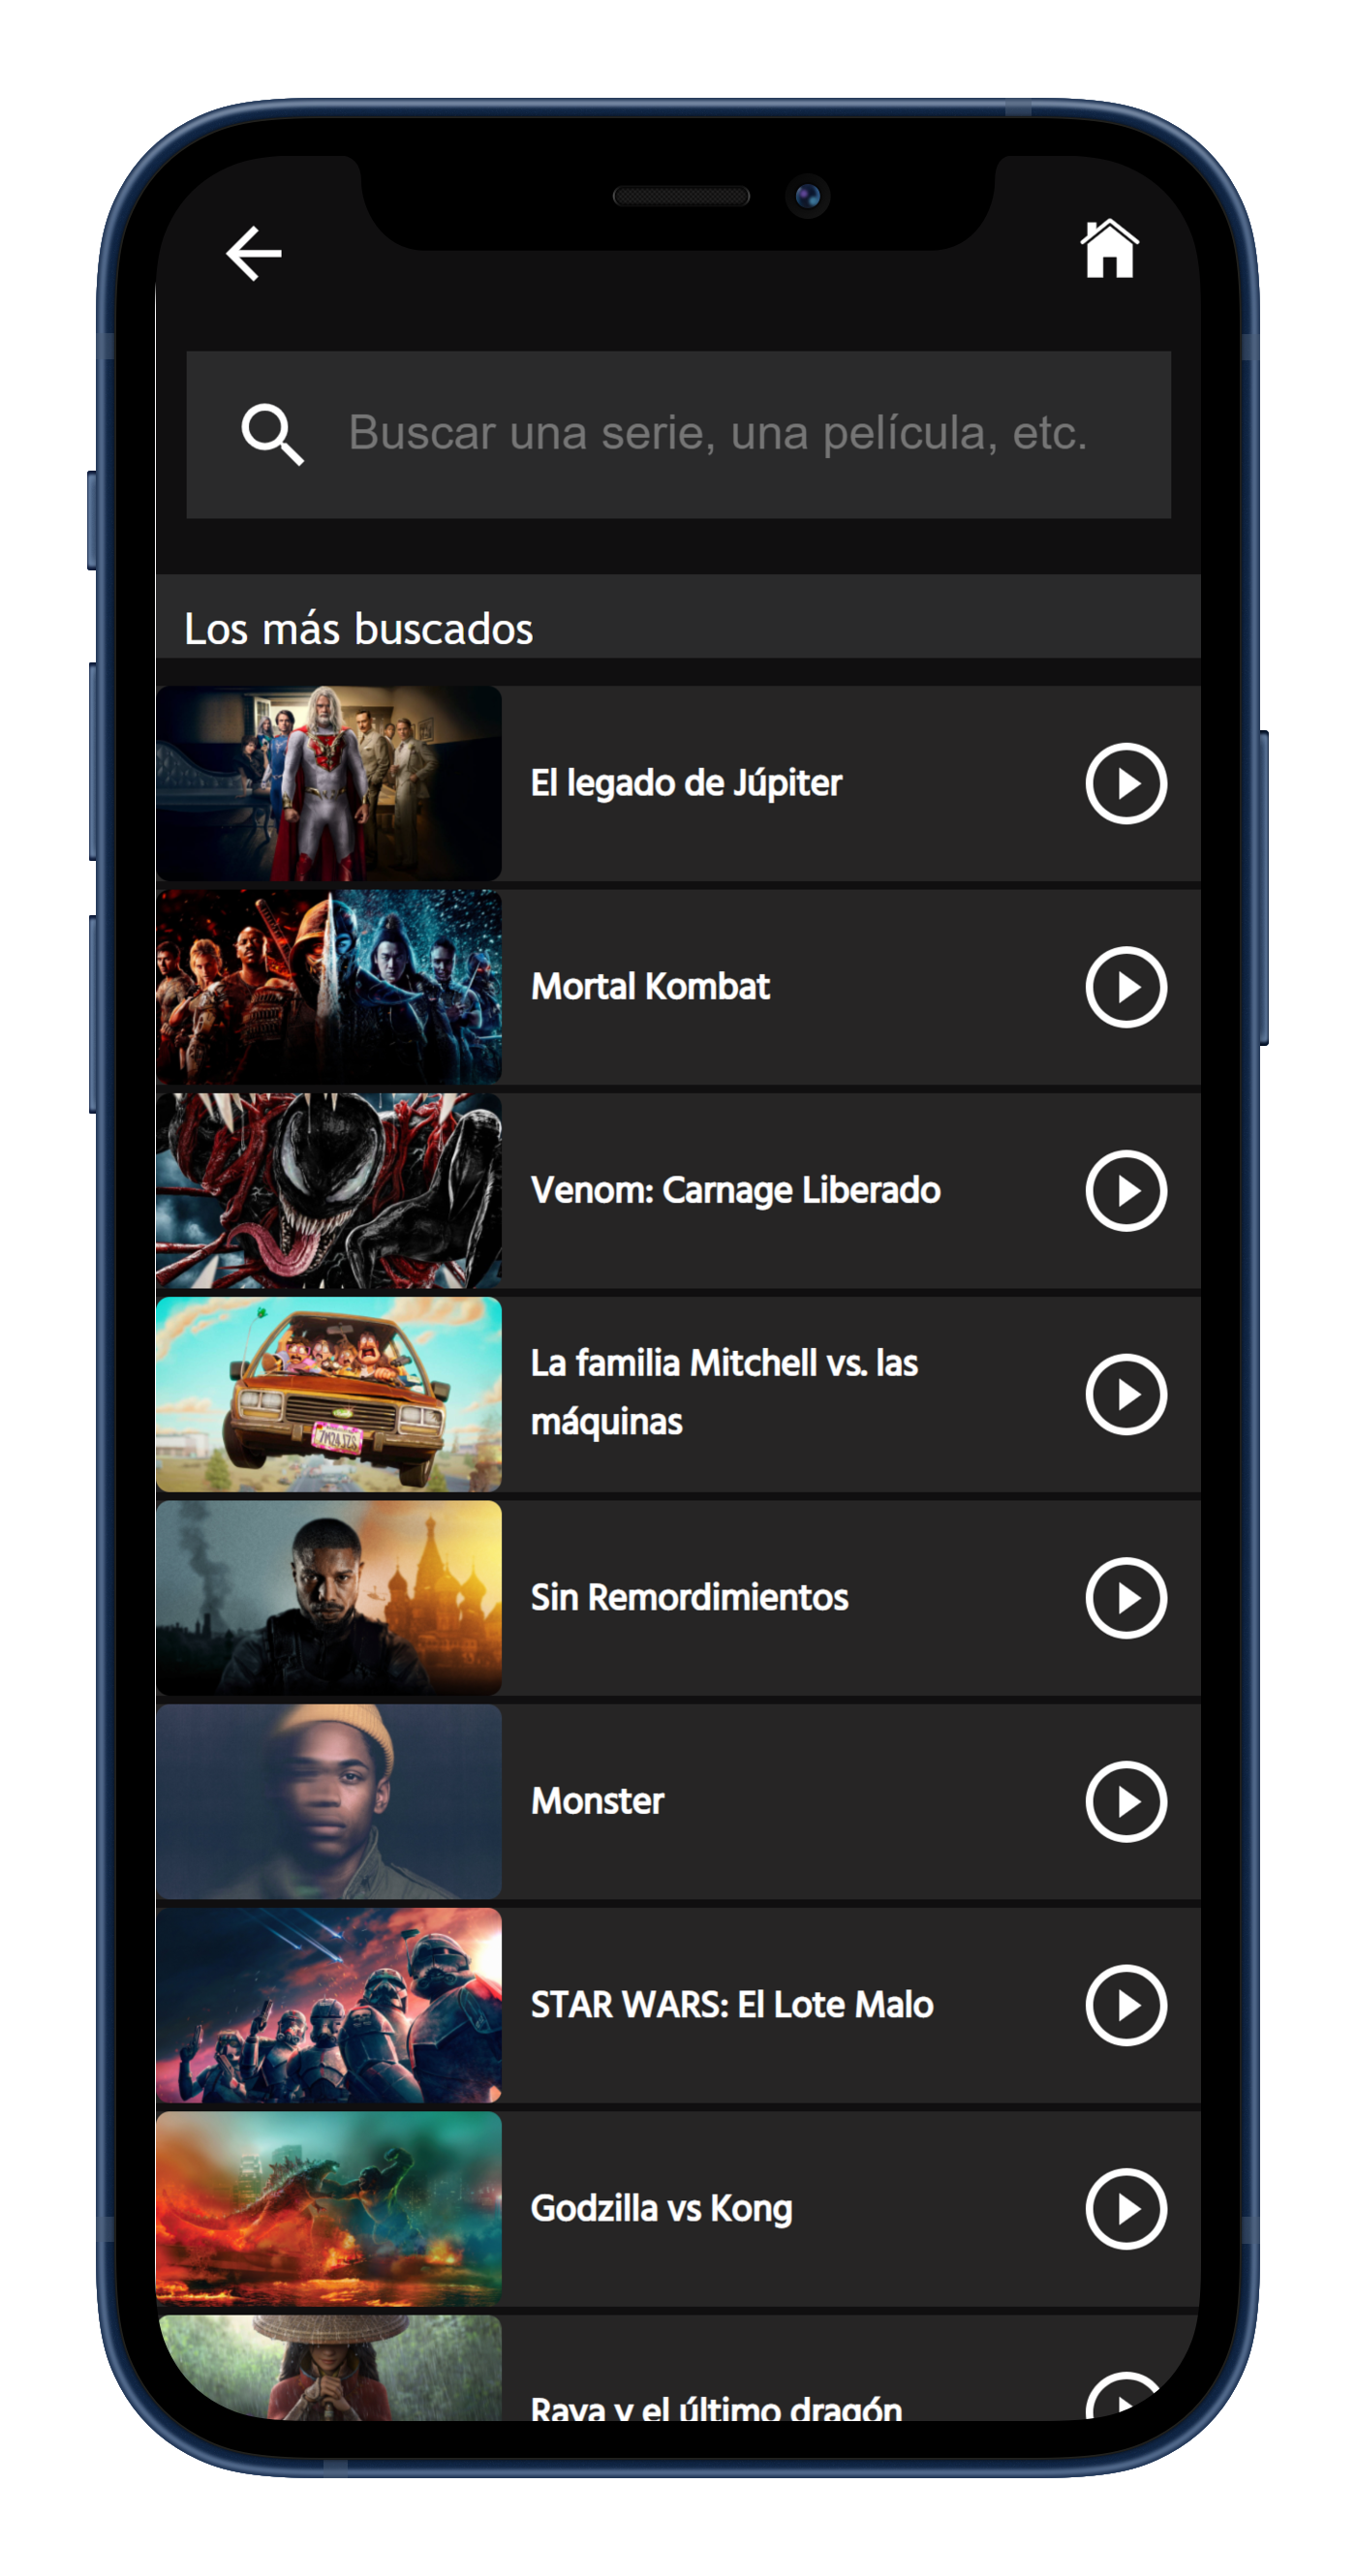 Buscar una serie, una película, etc.
Los más buscados
El legado de Júpiter
Mortal Kombat
Venom: Carnage Liberado
La familia Mitchell vs. las
máquinas
Sin Remordimientos
Monster
STAR WARS: El Lote Malo
Godzilla vs Kong
Raya y el último dragón